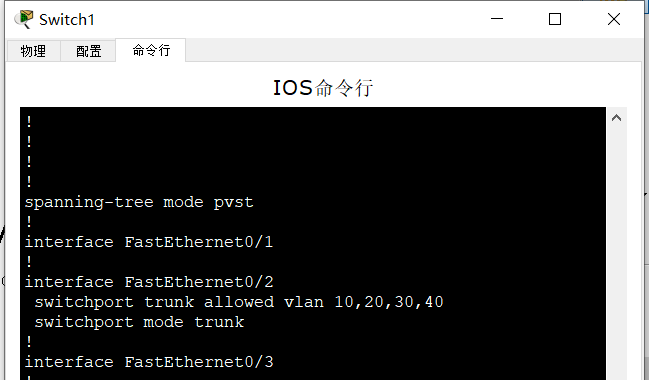 Switch1
物理 配置 命令行
IOS命令行
!
!
!
!
spanning-tree mode pvst
!
interface FastEthernet0/1
!
interface FastEthernet0/2
 switchport trunk allowed vlan 10,20,30,40
 switchport mode trunk
!
interface FastEthernet0/3
!